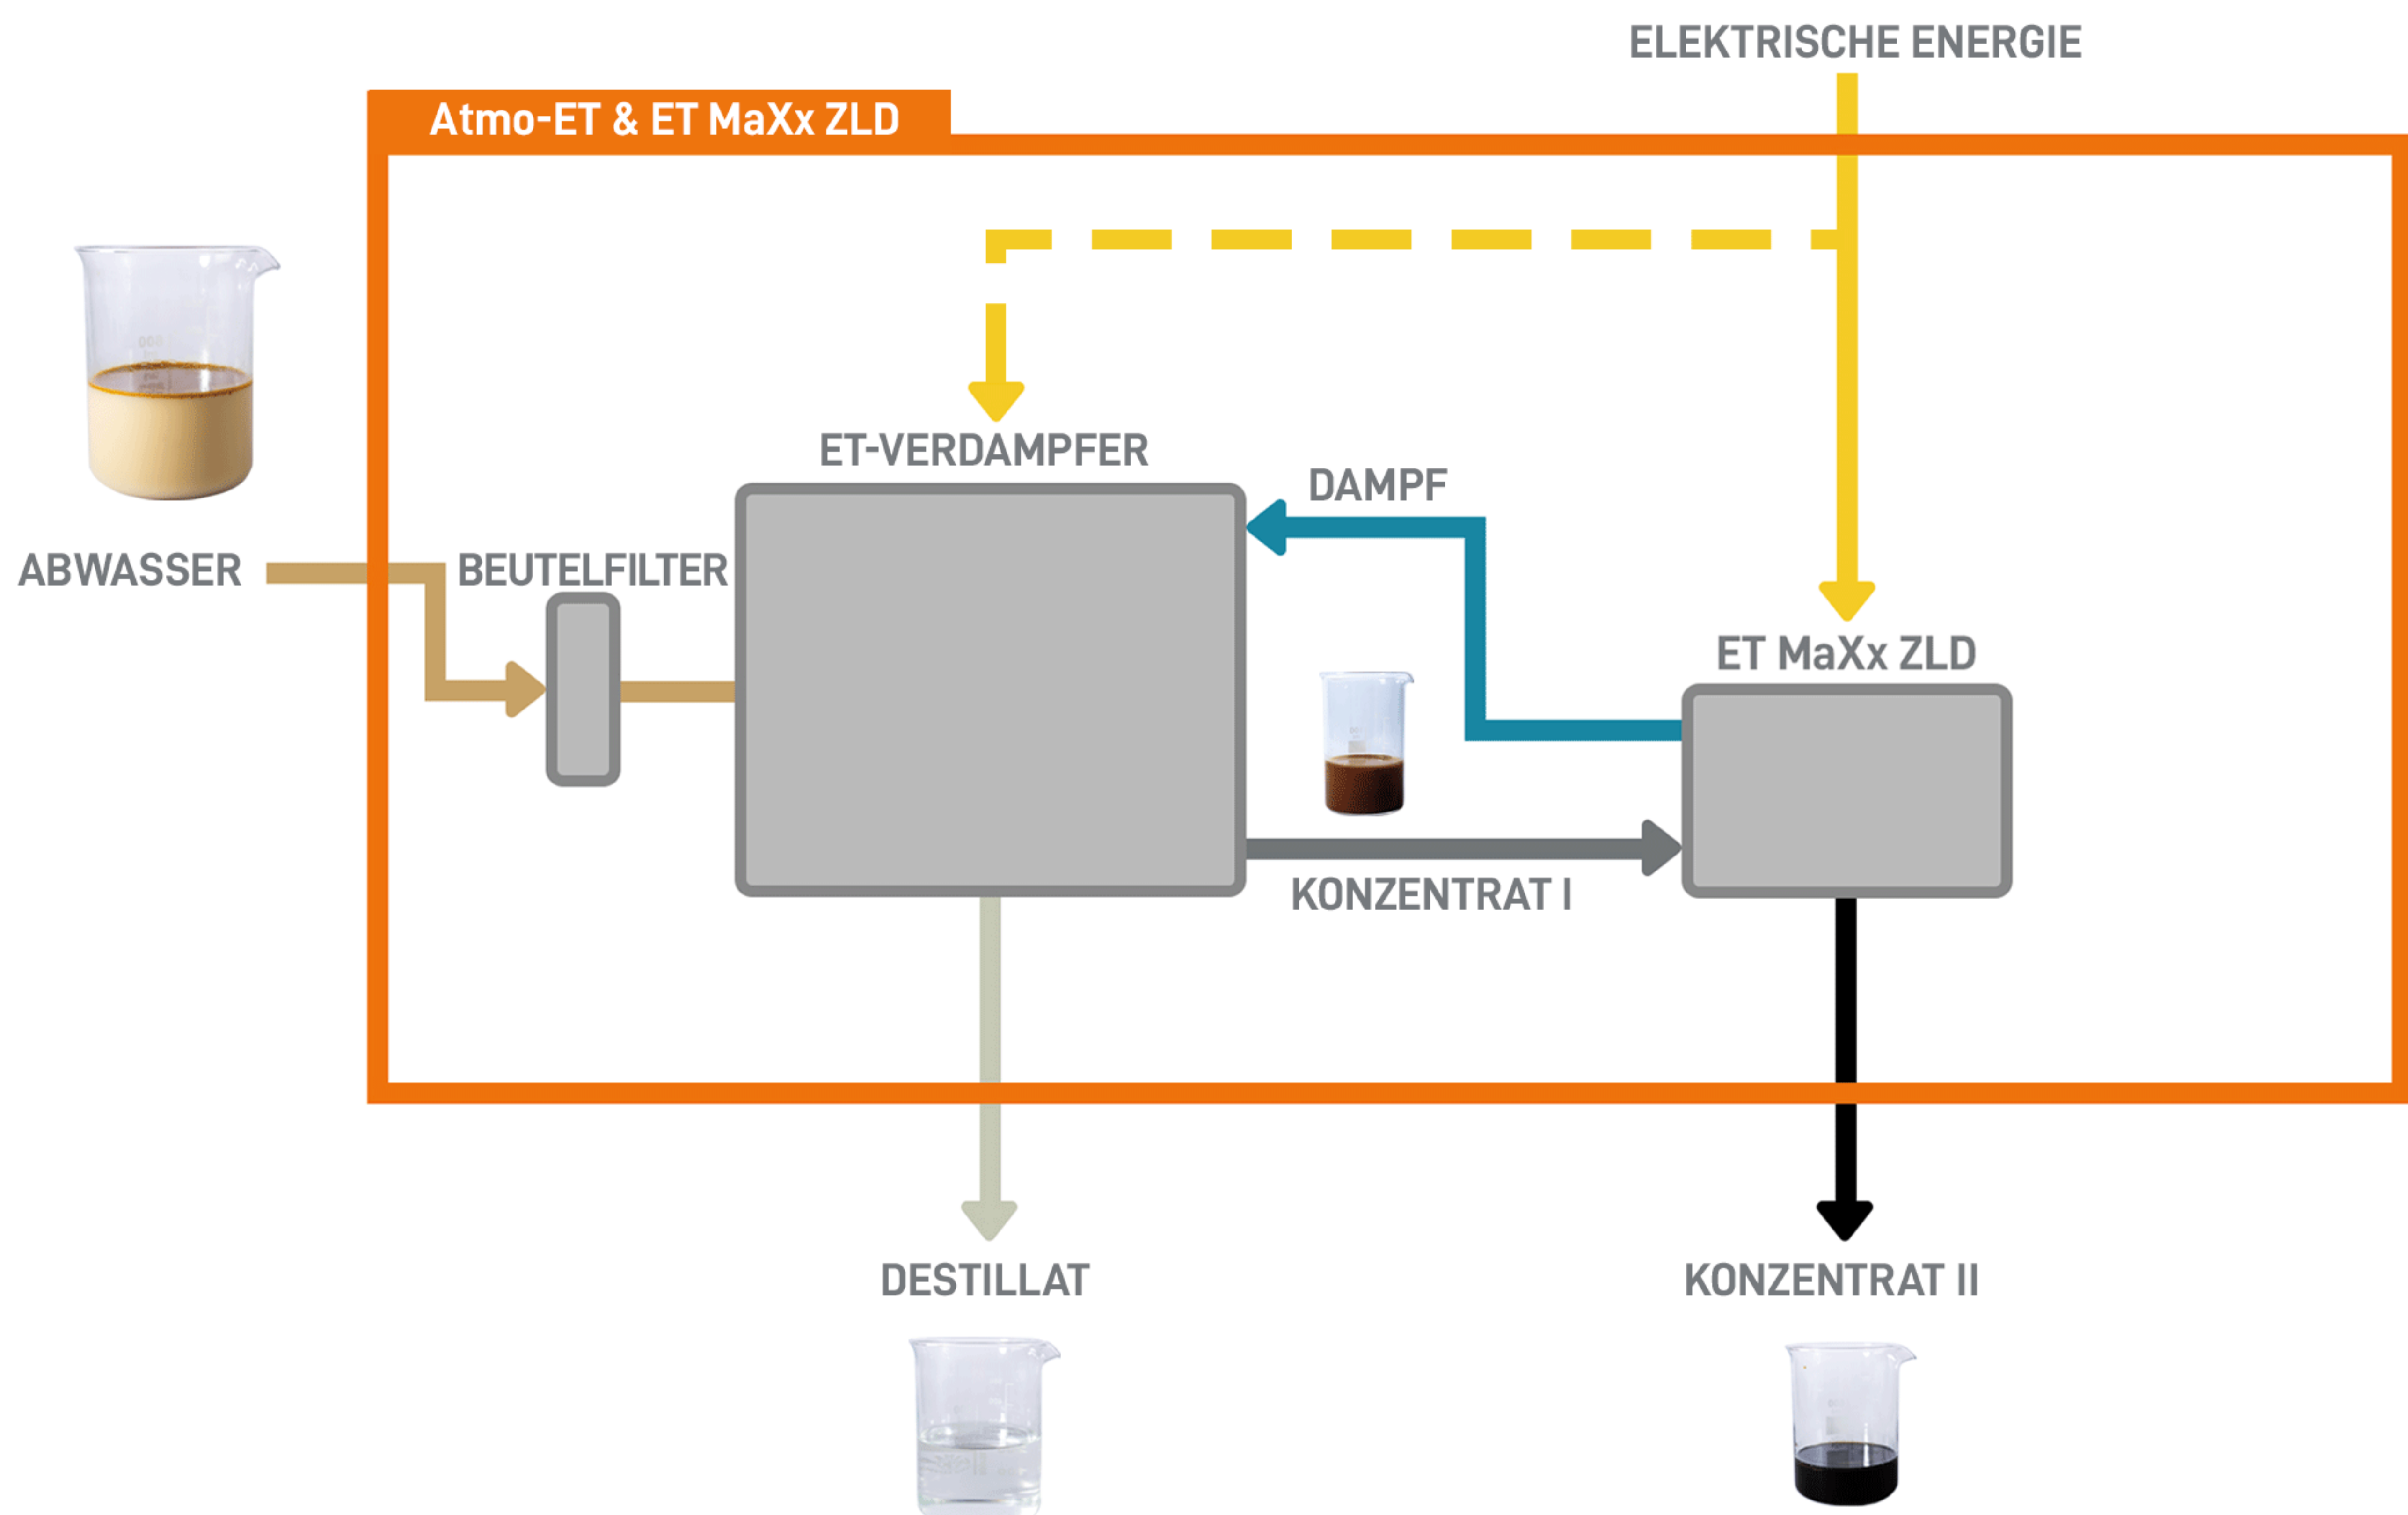 ELEKTRISCHE ENERGIE
Atmo-ET & ET MaXx ZLD
ET-VERDAMPFER
DAMPF
ABWASSER
BEUTELFILTER
ET MaXx ZLD
KONZENTRAT I
DESTILLAT
KONZENTRAT II